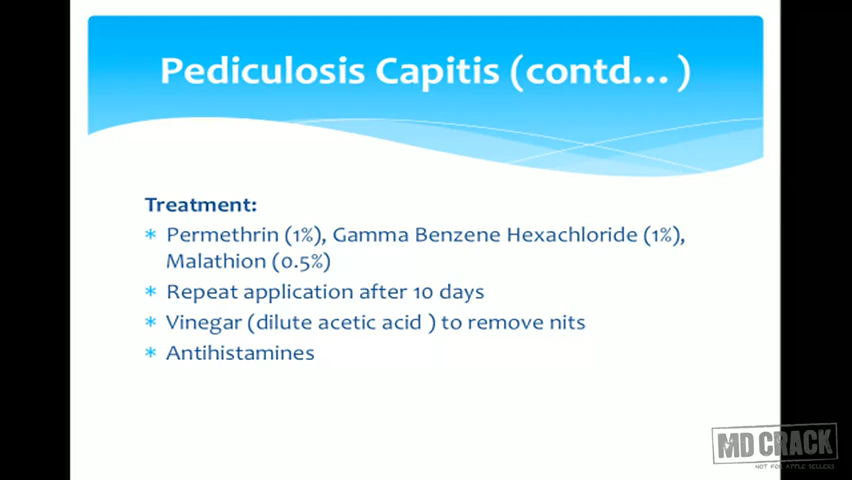 Pediculosis Capitis (contd... )
Treatment:
* Permethrin (1%), Gamma Benzene Hexachloride (1%),
Malathion (0.5%)
* Repeat application after 10 days
* Vinegar (dilute acetic acid ) to remove nits
* Antihistamines
MD CRACK
NOT FOR APPLE SELLERS